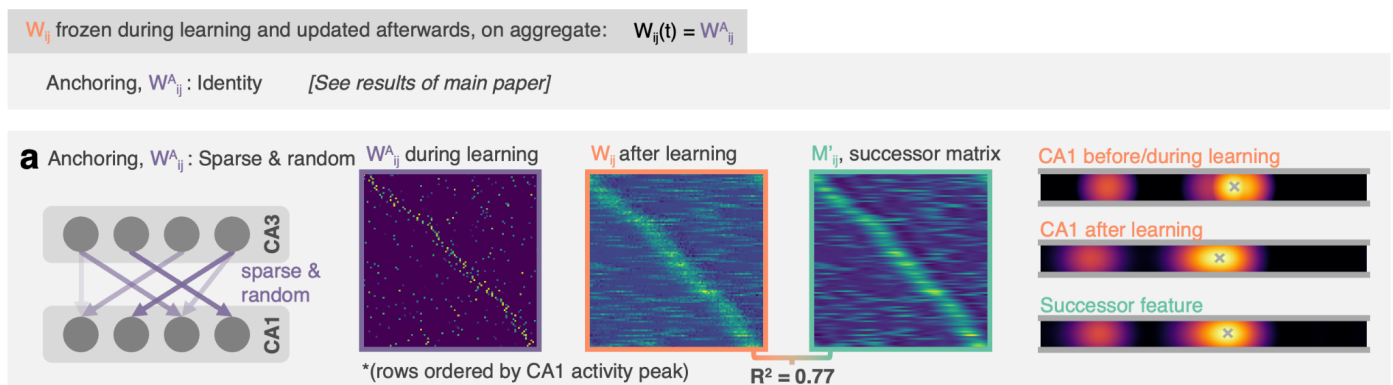 Wij frozen during learning and updated afterwards, on aggregate: Wij(t) = WAij
Anchoring, WAij : Identity [See results of main paper]
a Anchoring, WAij : Sparse & random
WAij during learning
Wij after learning
M'ij, successor matrix
CA3
sparse &
random
CA1
*(rows ordered by CA1 activity peak)
R² = 0.77
CA1 before/during learning
CA1 after learning
Successor feature